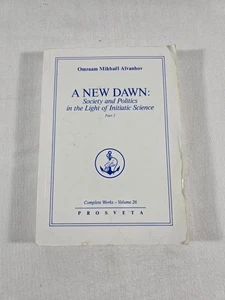 Omraam Mikhaël Aïvanhov
A NEW DAWN:
Society and Politics
in the Light of Initiatic Science
Part 2
Complete Works – Volume 26
PROSVETA